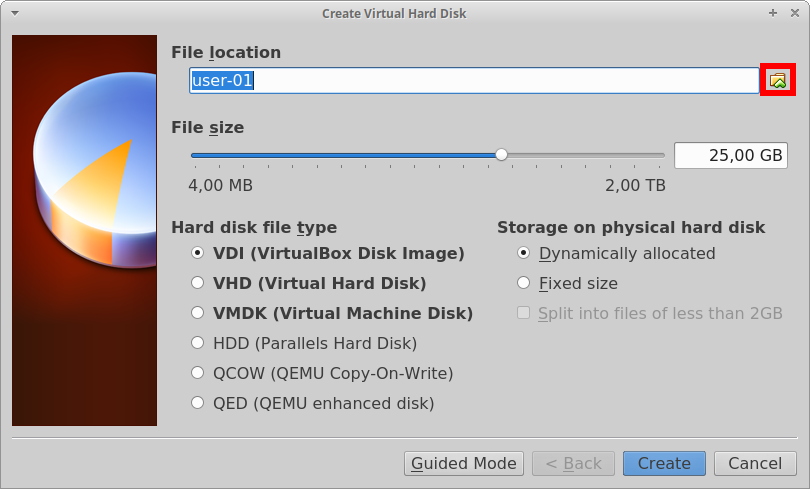 Create Virtual Hard Disk
File location
user-01
File size
25,00 GB
4,00 MB 2,00 TB
Hard disk file type
VDI (VirtualBox Disk Image)
VHD (Virtual Hard Disk)
VMDK (Virtual Machine Disk)
HDD (Parallels Hard Disk)
QCOW (QEMU Copy-On-Write)
QED (QEMU enhanced disk)
Storage on physical hard disk
Dynamically allocated
Fixed size
Split into files of less than 2GB
Guided Mode < Back Create Cancel